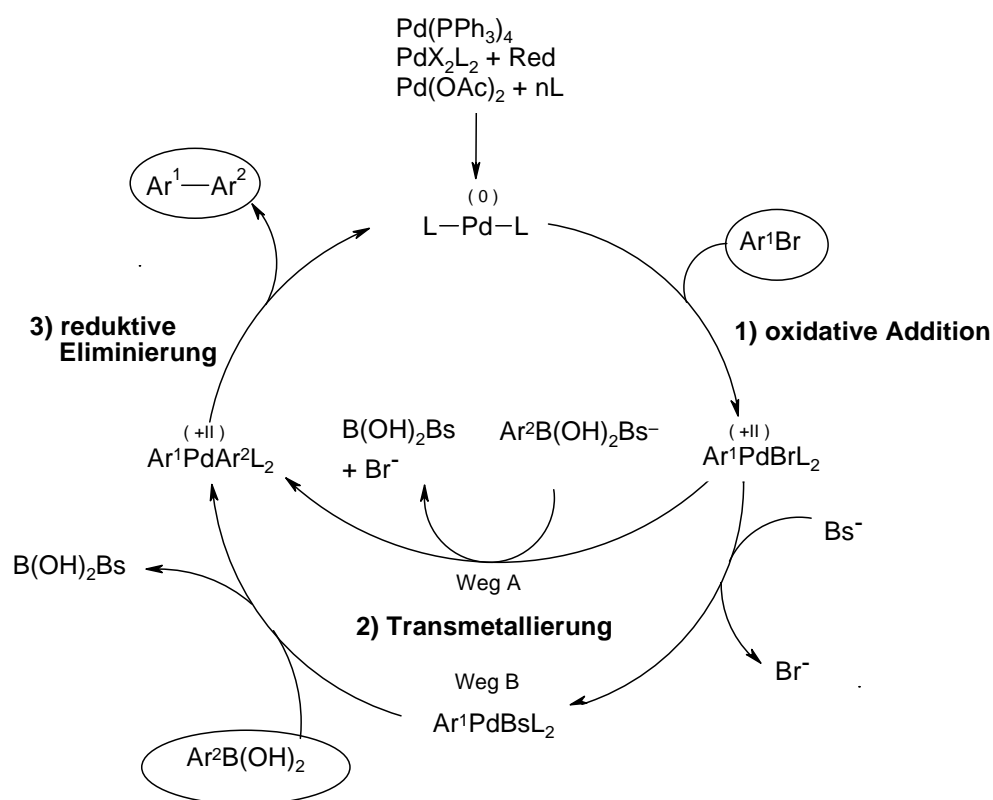 Pd(PPh₃)₄
PdX₂L₂ + Red
Pd(OAc)₂ + nL
Ar¹—Ar²
( 0 )
L—Pd—L
Ar¹Br
3) reduktive
Eliminierung
1) oxidative Addition
( +II )
Ar¹PdAr²L₂
B(OH)₂Bs
+ Br⁻
Ar²B(OH)₂Bs⁻
( +II )
Ar¹PdBrL₂
Bs⁻
B(OH)₂Bs
Weg A
2) Transmetallierung
Br⁻
Weg B
Ar¹PdBsL₂
Ar²B(OH)₂